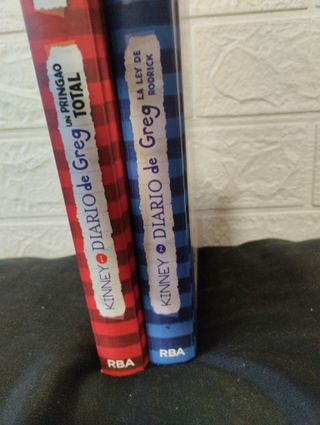 KINNEY 1 DIARIO de Greg UN PRINGAO TOTAL
RBA
KINNEY 2 DIARIO de Greg LA LEY DE RODRICK
RBA